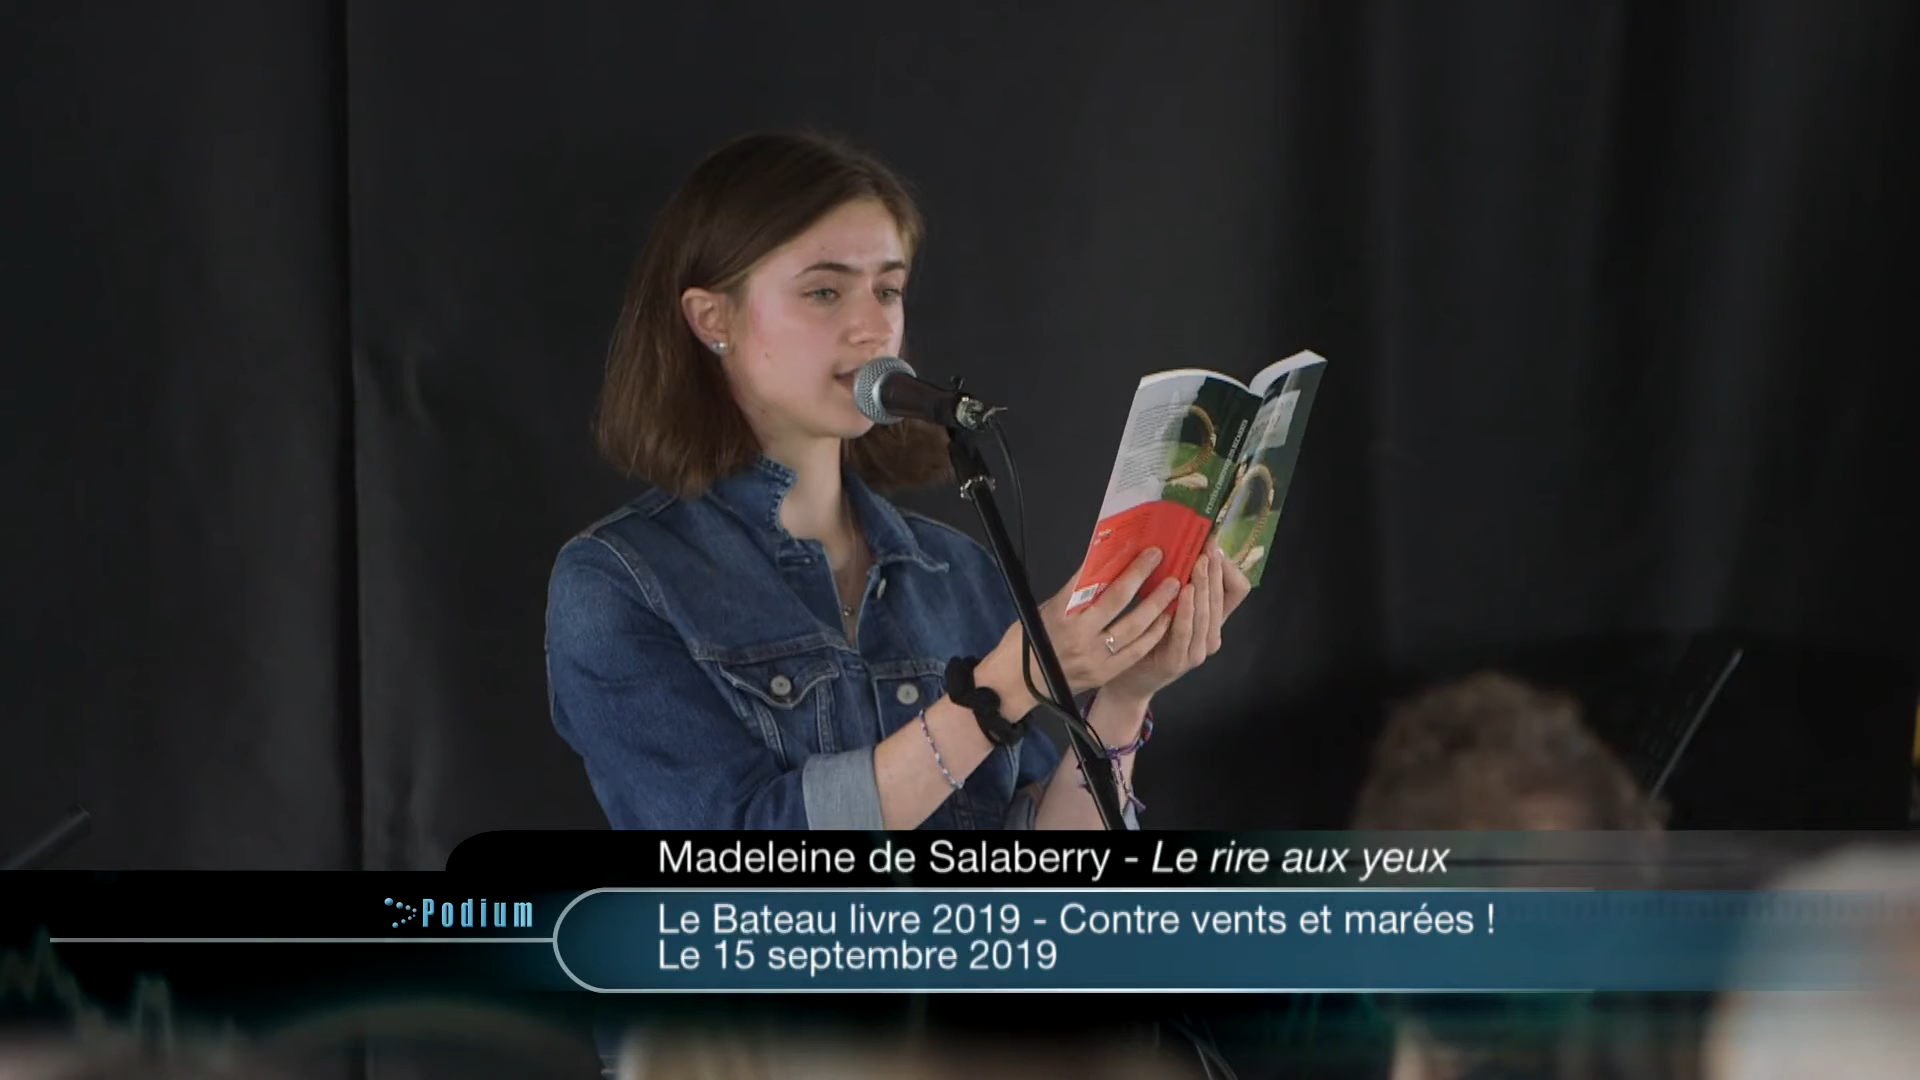 Madeleine de Salaberry - Le rire aux yeux
Podium
Le Bateau livre 2019 - Contre vents et marées !
Le 15 septembre 2019